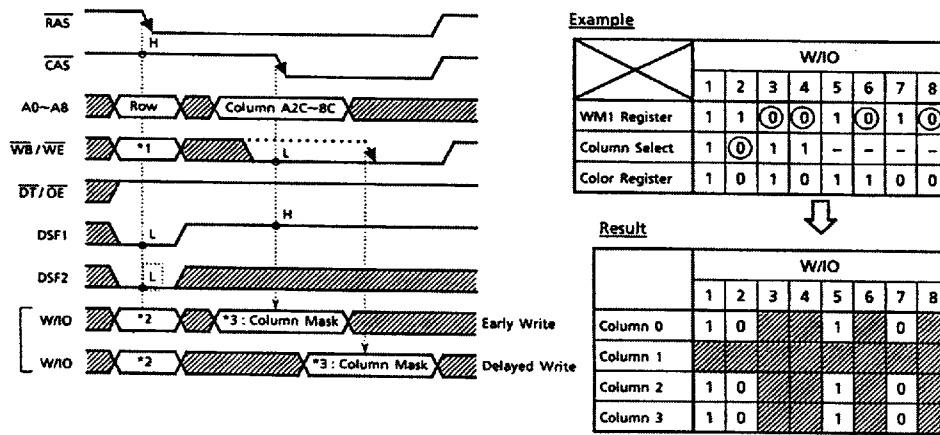 RAS
H
CAS
A0~A8 Row Column A2C~8C
WB / WE *1 L
DT / OE
H
DSF1 L
DSF2 L
W/IO *2 *3 : Column Mask Early Write
W/IO *2 *3 : Column Mask Delayed Write
Example
W/IO
1 2 3 4 5 6 7 8
WM1 Register 1 1 0 0 1 0 1 0
Column Select 1 0 1 1 – – – –
Color Register 1 0 1 0 1 1 0 0
Result
W/IO
1 2 3 4 5 6 7 8
Column 0 1 0 1 0
Column 1
Column 2 1 0 1 0
Column 3 1 0 1 0